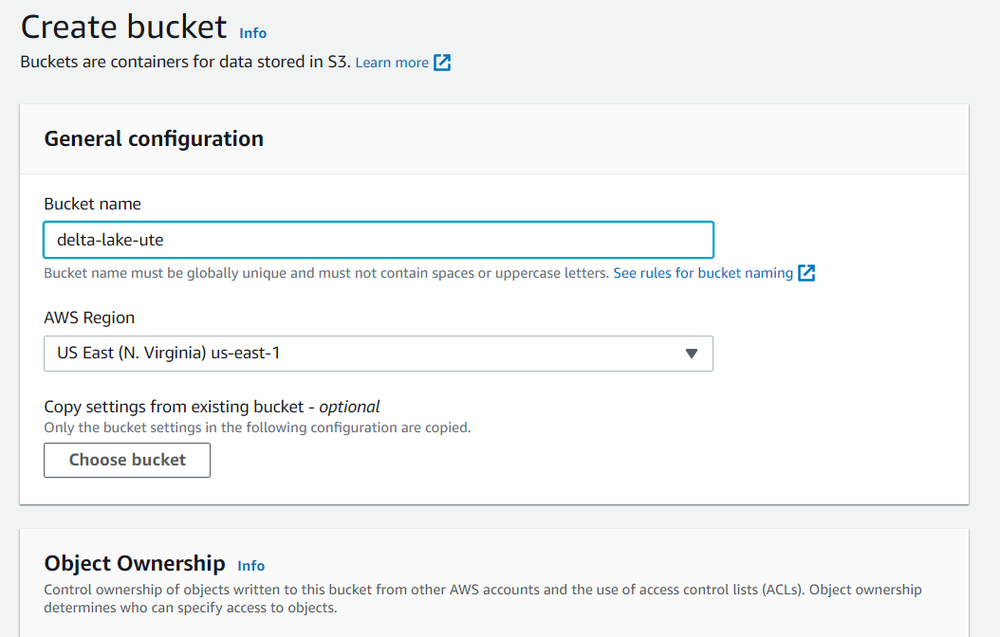 Create bucket Info
Buckets are containers for data stored in S3. Learn more
General configuration
Bucket name
delta-lake-ute
Bucket name must be globally unique and must not contain spaces or uppercase letters. See rules for bucket naming
AWS Region
US East (N. Virginia) us-east-1
Copy settings from existing bucket - optional
Only the bucket settings in the following configuration are copied.
Choose bucket
Object Ownership Info
Control ownership of objects written to this bucket from other AWS accounts and the use of access control lists (ACLs). Object ownership
determines who can specify access to objects.